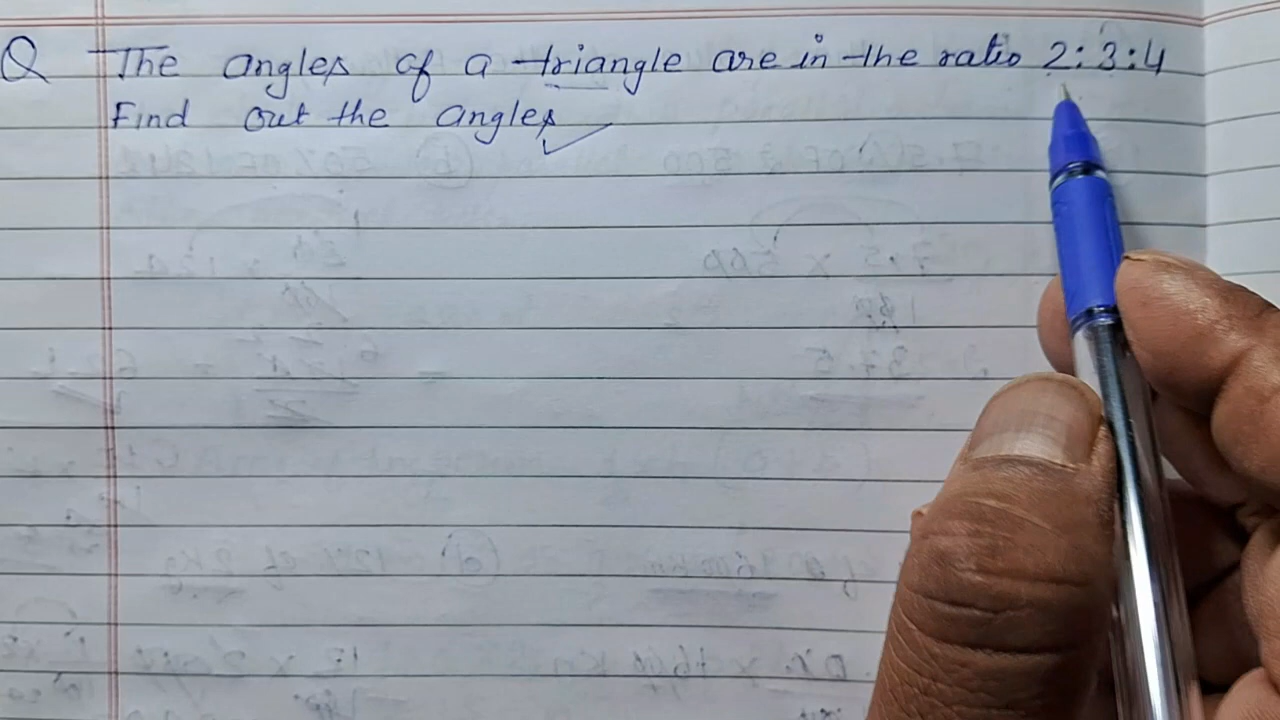 Q The angles of a triangle are in the ratio 2:3:4
Find out the angles